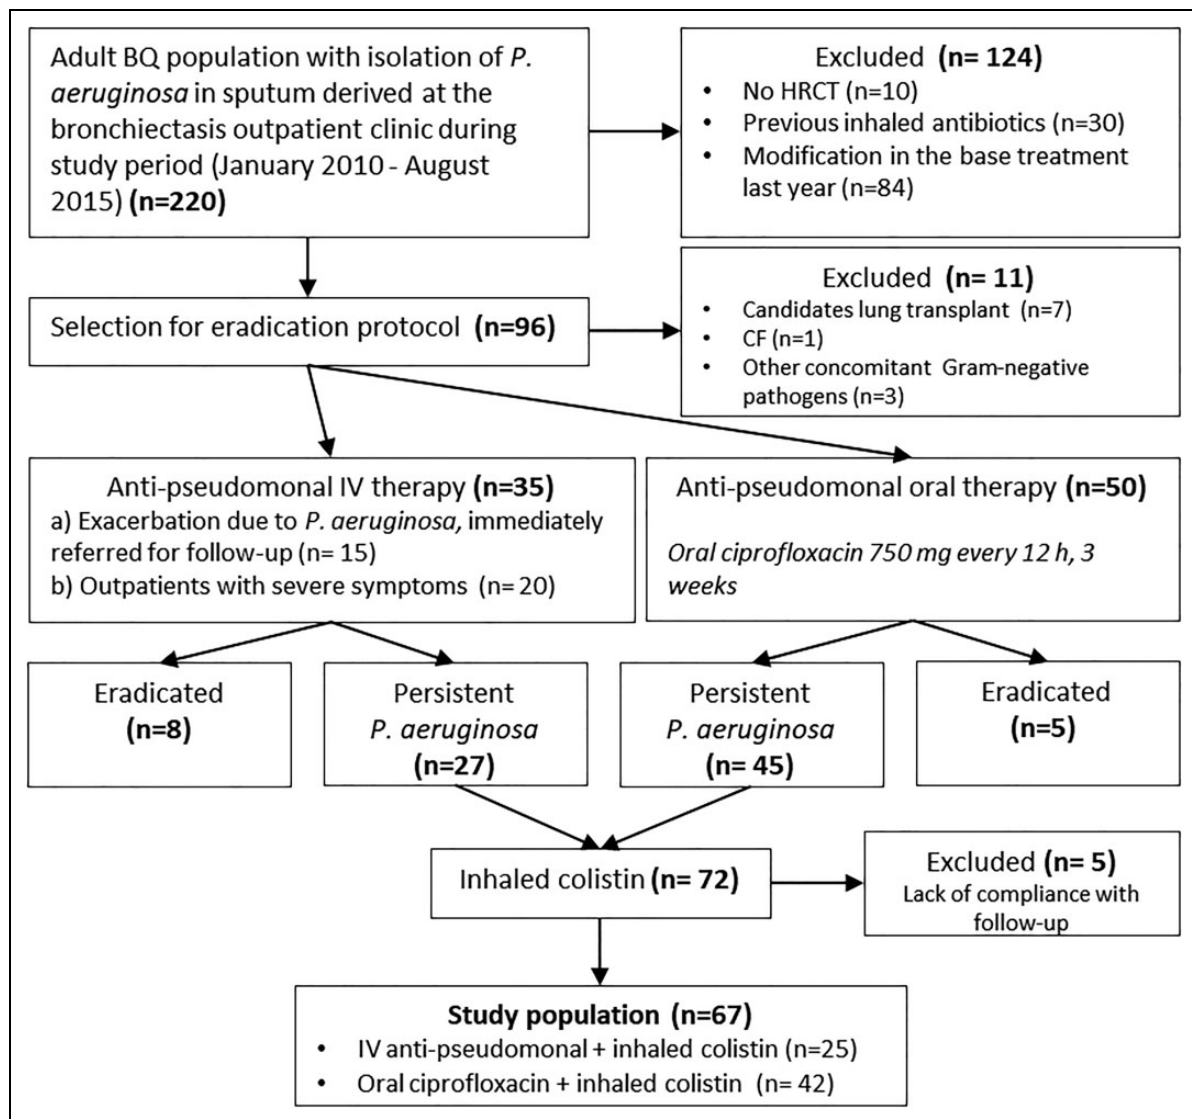 Adult BQ population with isolation of P.
aeruginosa in sputum derived at the
bronchiectasis outpatient clinic during
study period (January 2010 - August
2015) (n=220)
Excluded (n= 124)
• No HRCT (n=10)
• Previous inhaled antibiotics (n=30)
• Modification in the base treatment
last year (n=84)
Selection for eradication protocol (n=96)
Excluded (n= 11)
• Candidates lung transplant (n=7)
• CF (n=1)
• Other concomitant Gram-negative
pathogens (n=3)
Anti-pseudomonal IV therapy (n=35)
a) Exacerbation due to P. aeruginosa, immediately
referred for follow-up (n= 15)
b) Outpatients with severe symptoms (n= 20)
Anti-pseudomonal oral therapy (n=50)
Oral ciprofloxacin 750 mg every 12 h, 3
weeks
Eradicated
(n=8)
Persistent
P. aeruginosa
(n=27)
Persistent
P. aeruginosa
(n= 45)
Eradicated
(n=5)
Inhaled colistin (n= 72)
Excluded (n= 5)
Lack of compliance with
follow-up
Study population (n=67)
• IV anti-pseudomonal + inhaled colistin (n=25)
• Oral ciprofloxacin + inhaled colistin (n= 42)